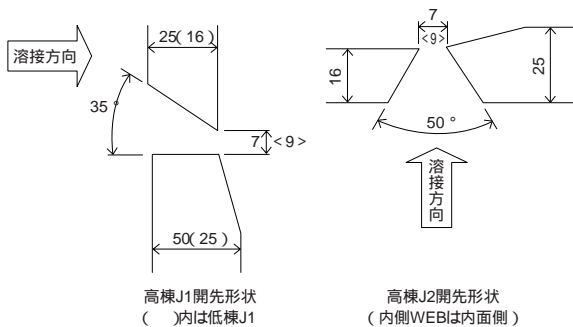 溶接方向
25(16)
35°
7<9>
50(25)
高棟J1開先形状
(　)内は低棟J1
7
<9>
16
25
50°
溶接方向
高棟J2開先形状
(内側WEBは内面側)